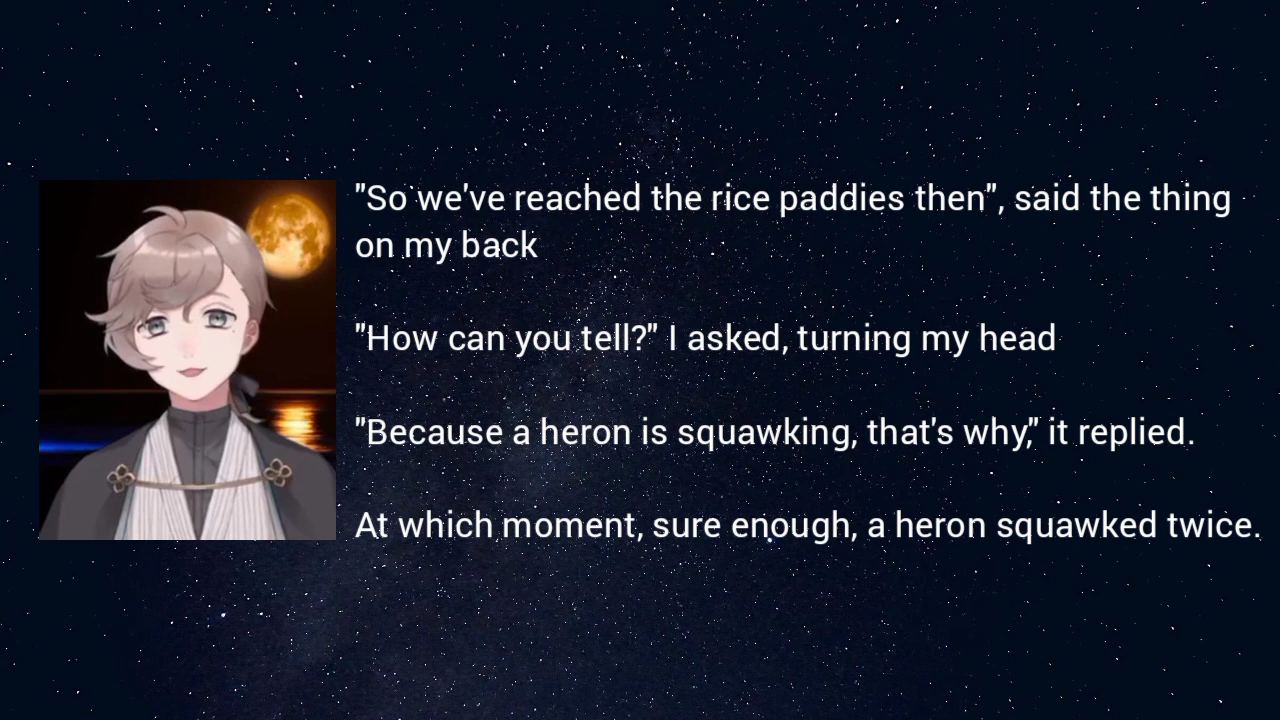 "So we've reached the rice paddies then", said the thing
on my back
"How can you tell?" I asked, turning my head
"Because a heron is squawking, that's why," it replied.
At which moment, sure enough, a heron squawked twice.